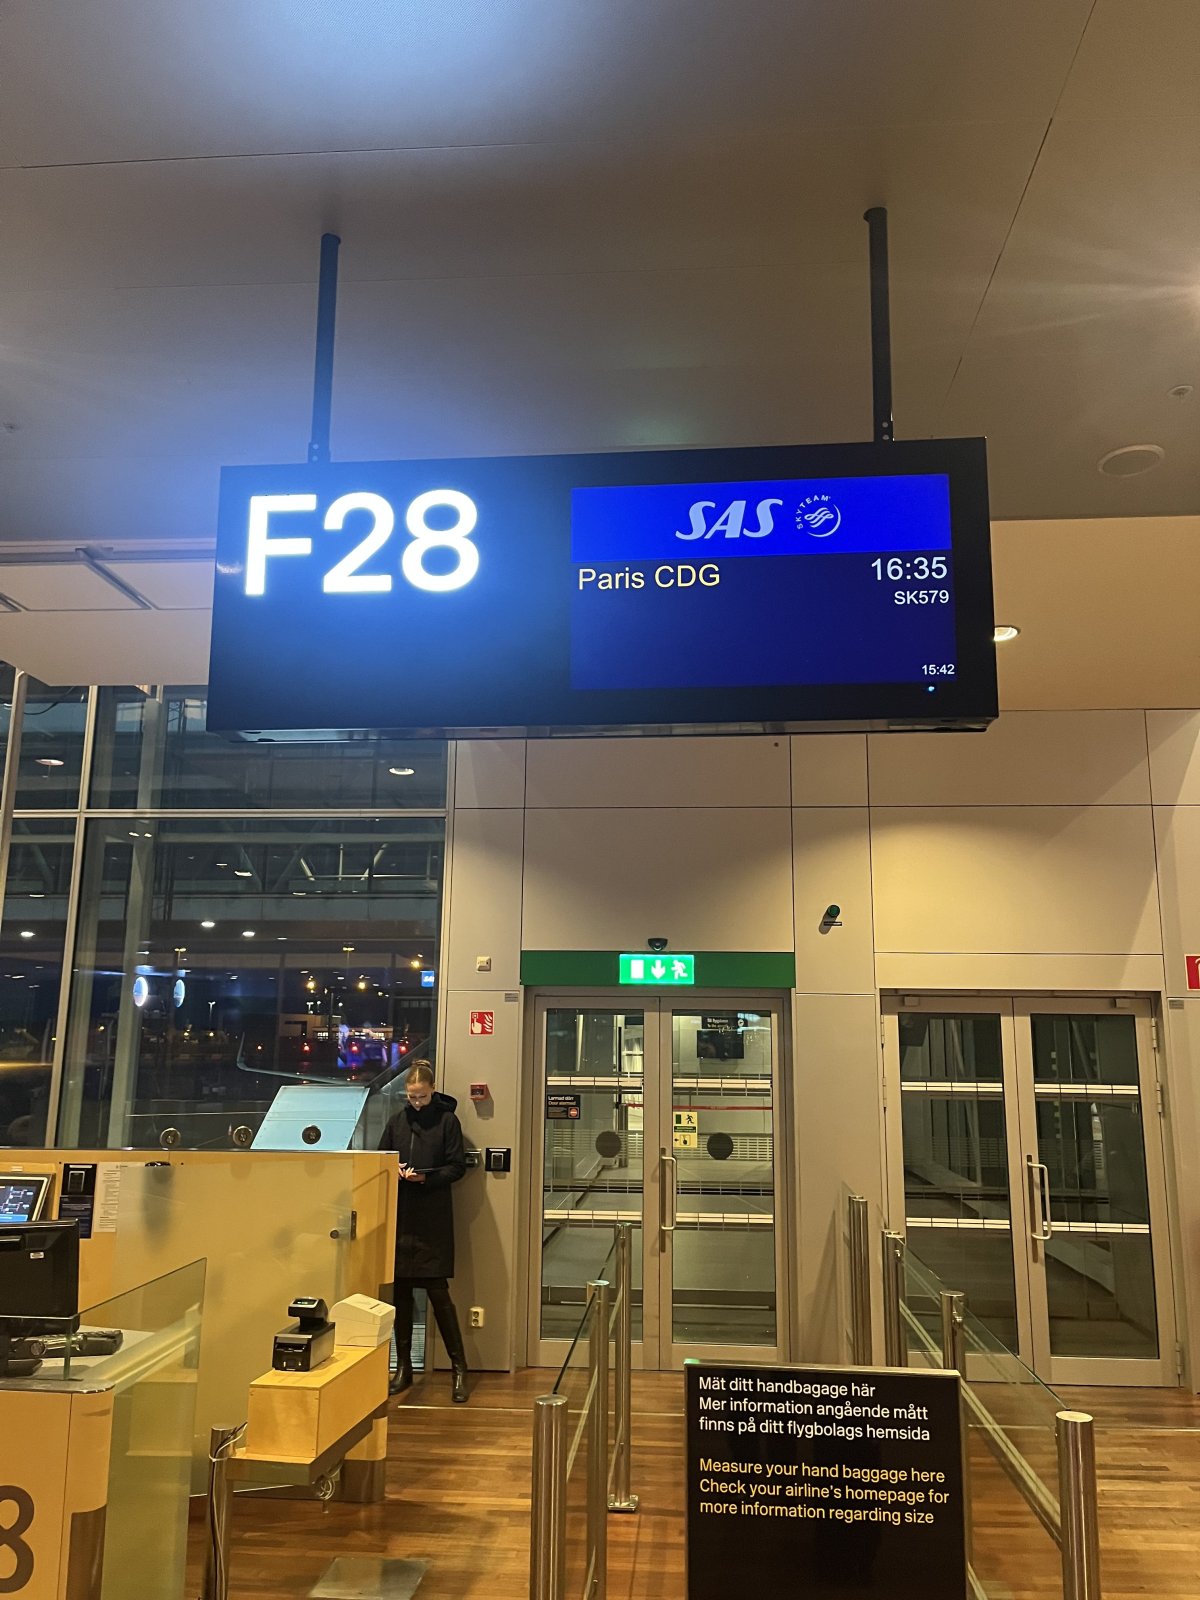 F28
SAS SKYTEAM
Paris CDG 16:35
SK579
15:42
Mät ditt handbagage här
Mer information angående mått
finns på ditt flygbolags hemsida
Measure your hand baggage here
Check your airline's homepage for
more information regarding size
8